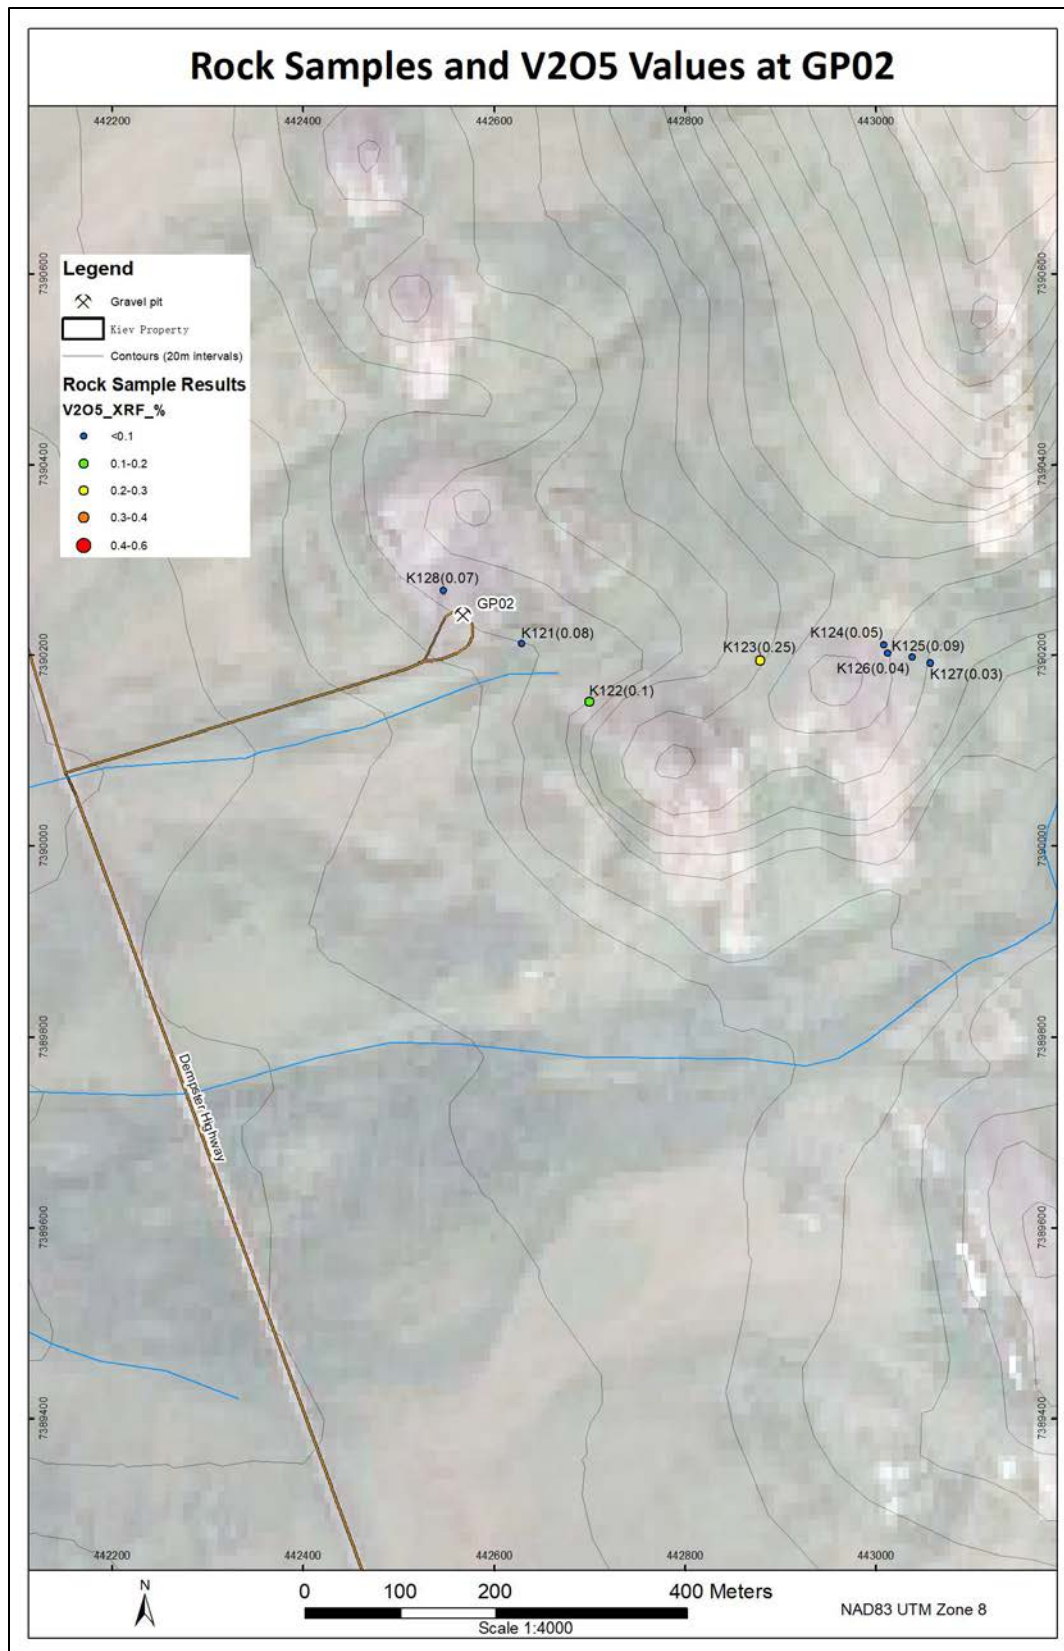 Rock Samples and V2O5 Values at GP02
442200 442400 442600 442800 443000
7390600
7390600
Legend
Gravel pit
Kiev Property
Contours (20m intervals)
Rock Sample Results
V2O5_XRF_%
<0.1
0.1-0.2
0.2-0.3
0.3-0.4
0.4-0.6
7390400
7390400
K128(0.07)
GP02
K121(0.08)
K123(0.25)
K124(0.05)
K125(0.09)
K126(0.04)
K127(0.03)
K122(0.1)
7390200
7390200
7390000
7390000
7389800
7389800
Dempster Highway
7389600
7389600
7389400
7389400
442200 442400 442600 442800 443000
N
0 100 200 400 Meters
Scale 1:4000
NAD83 UTM Zone 8